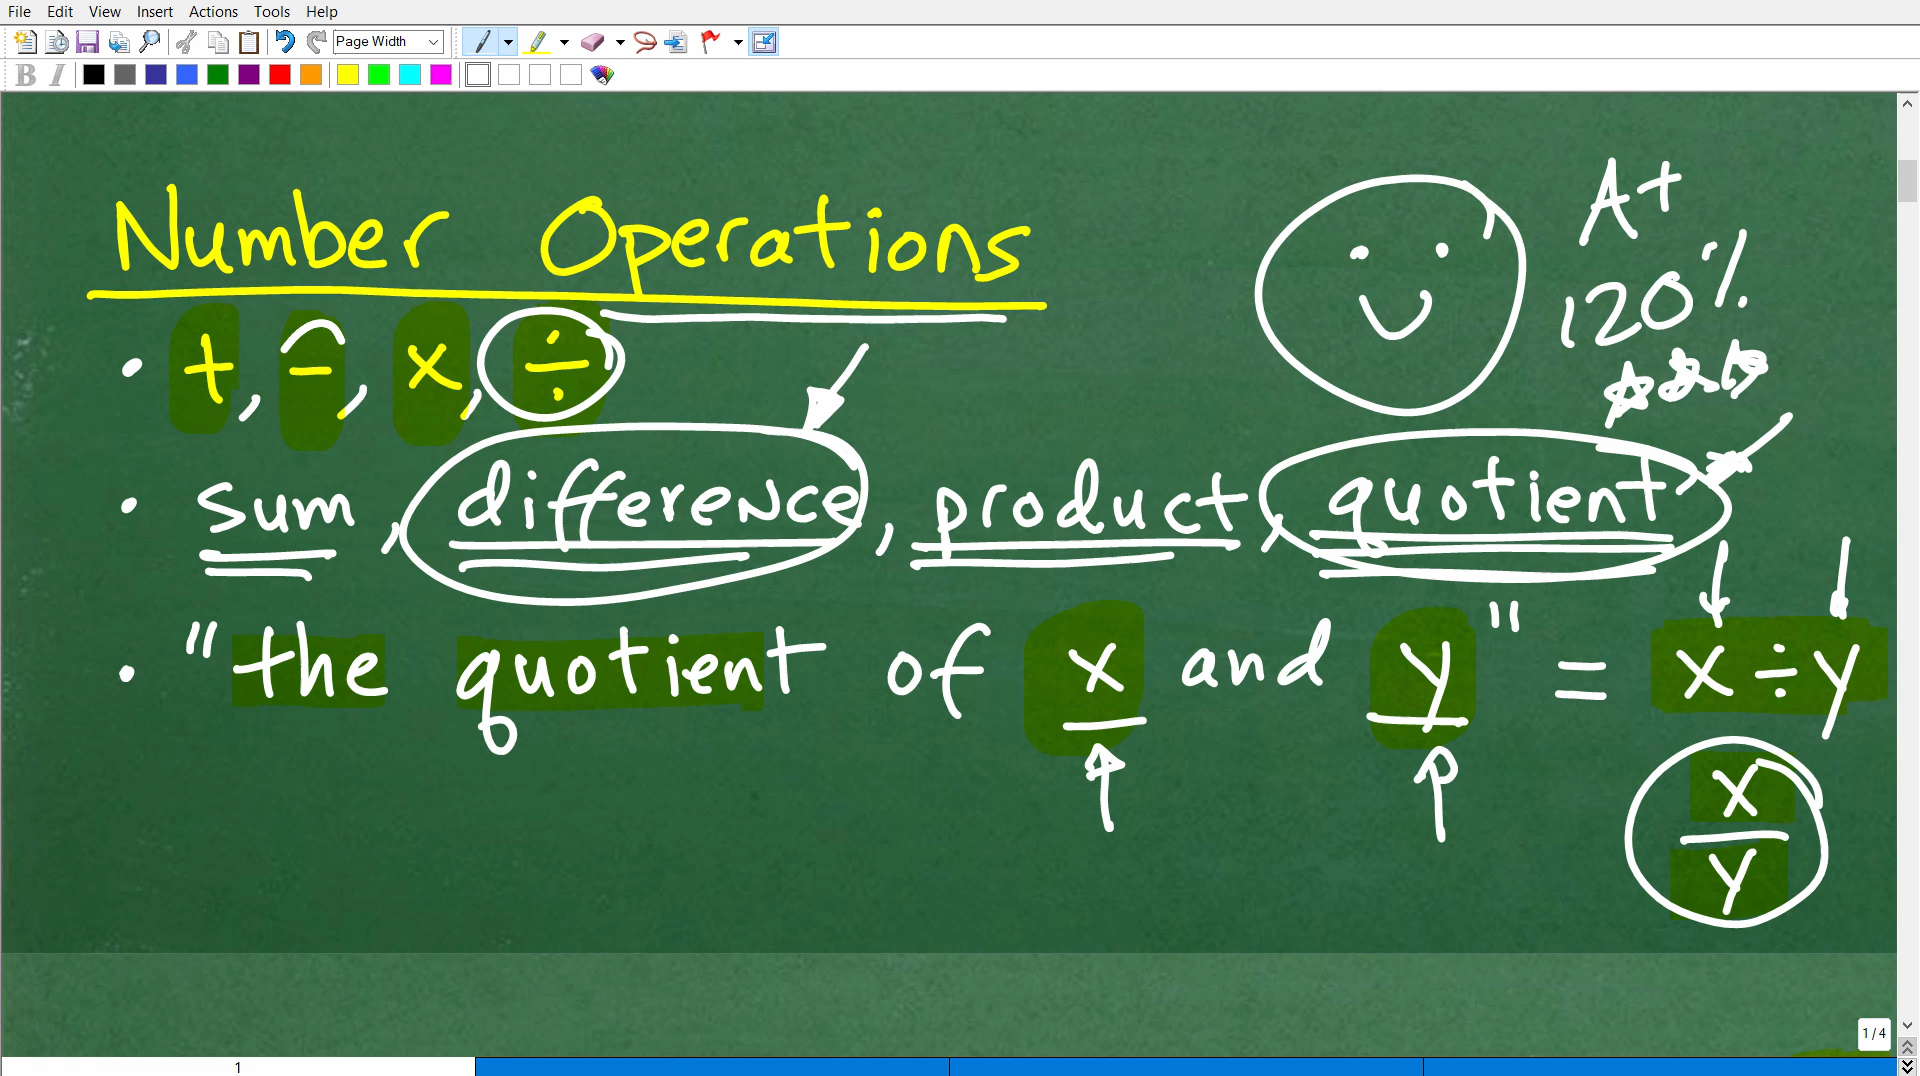 File Edit View Insert Actions Tools Help
Page Width
B I
Number Operations
A+
120%
• +, −, x, ÷
• sum, difference, product, quotient
• "the quotient of x and y" = x ÷ y
x
y
1 / 4
1